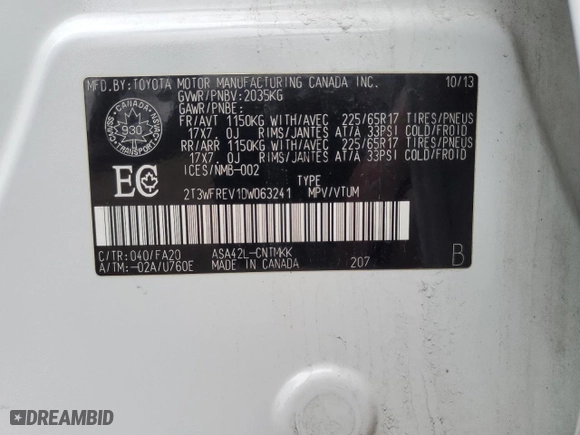 MFD.BY:TOYOTA MOTOR MANUFACTURING CANADA INC. 10/13
GVWR/PNBV:2035KG
GAWR/PNBE:
FR/AVT 1150KG WITH/AVEC 225/65R17 TIRES/PNEUS
17X7.0J RIMS/JANTES AT/A 33PSI COLD/FROID
RR/ARR 1150KG WITH/AVEC 225/65R17 TIRES/PNEUS
17X7.0J RIMS/JANTES AT/A 33PSI COLD/FROID
ICES/NMB-002
CANADA
930
TRANSPORT
EC
TYPE
2T3WFREV1DW063241 MPV/VTUM
C/TR:040/FA20 ASA42L-CNTMKK
A/TM:-02A/U760E MADE IN CANADA 207 B
DREAMBID